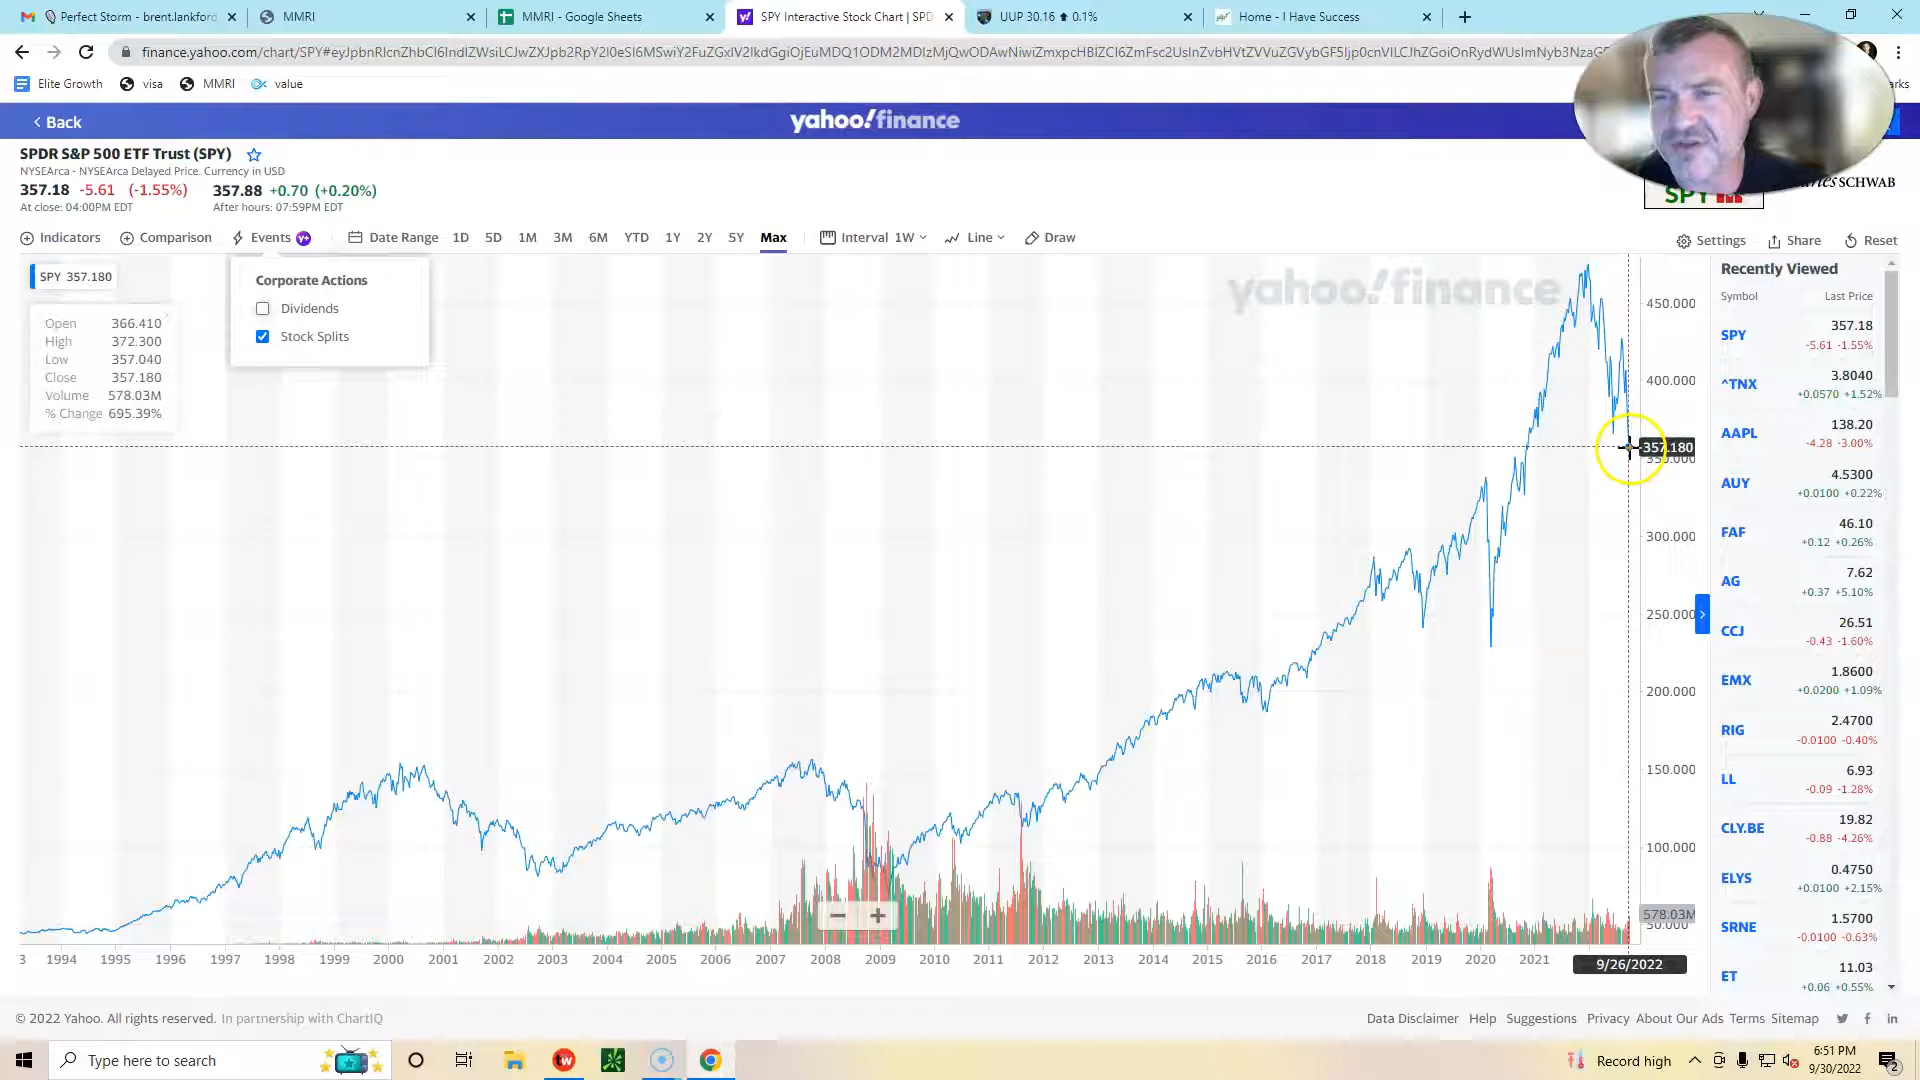 Perfect Storm - brent.lankford
MMRI
MMRI - Google Sheets
SPY Interactive Stock Chart | SPD
UUP 30.16 ⬆ 0.1%
Home - I Have Success
Elite Growth
visa
MMRI
value
arks
Back
yahoo!finance
SPDR S&P 500 ETF Trust (SPY)
NYSEArca - NYSEArca Delayed Price. Currency in USD
357.18 -5.61 (-1.55%)
357.88 +0.70 (+0.20%)
At close: 04:00PM EDT
After hours: 07:59PM EDT
SPY
SCHWAB
Indicators
Comparison
Events
Date Range
1D
5D
1M
3M
6M
YTD
1Y
2Y
5Y
Max
Interval 1W
Line
Draw
Settings
Share
Reset
SPY 357.180
Open 366.410
High 372.300
Low 357.040
Close 357.180
Volume 578.03M
% Change 695.39%
Corporate Actions
Dividends
Stock Splits
yahoo!finance
450.000
400.000
357.180
350.000
300.000
250.000
200.000
150.000
100.000
578.03M
50.000
3
1994
1995
1996
1997
1998
1999
2000
2001
2002
2003
2004
2005
2006
2007
2008
2009
2010
2011
2012
2013
2014
2015
2016
2017
2018
2019
2020
2021
9/26/2022
Recently Viewed
Symbol Last Price
SPY 357.18
-5.61 -1.55%
^TNX 3.8040
+0.0570 +1.52%
AAPL 138.20
-4.28 -3.00%
AUY 4.5300
+0.0100 +0.22%
FAF 46.10
+0.12 +0.26%
AG 7.62
+0.37 +5.10%
CCJ 26.51
-0.43 -1.60%
EMX 1.8600
+0.0200 +1.09%
RIG 2.4700
-0.0100 -0.40%
LL 6.93
-0.09 -1.28%
CLY.BE 19.82
-0.88 -4.26%
ELYS 0.4750
+0.0100 +2.15%
SRNE 1.5700
-0.0100 -0.63%
ET 11.03
+0.06 +0.55%
© 2022 Yahoo. All rights reserved. In partnership with ChartIQ
Data Disclaimer Help Suggestions Privacy About Our Ads Terms Sitemap
Type here to search
Record high
6:51 PM
9/30/2022
2